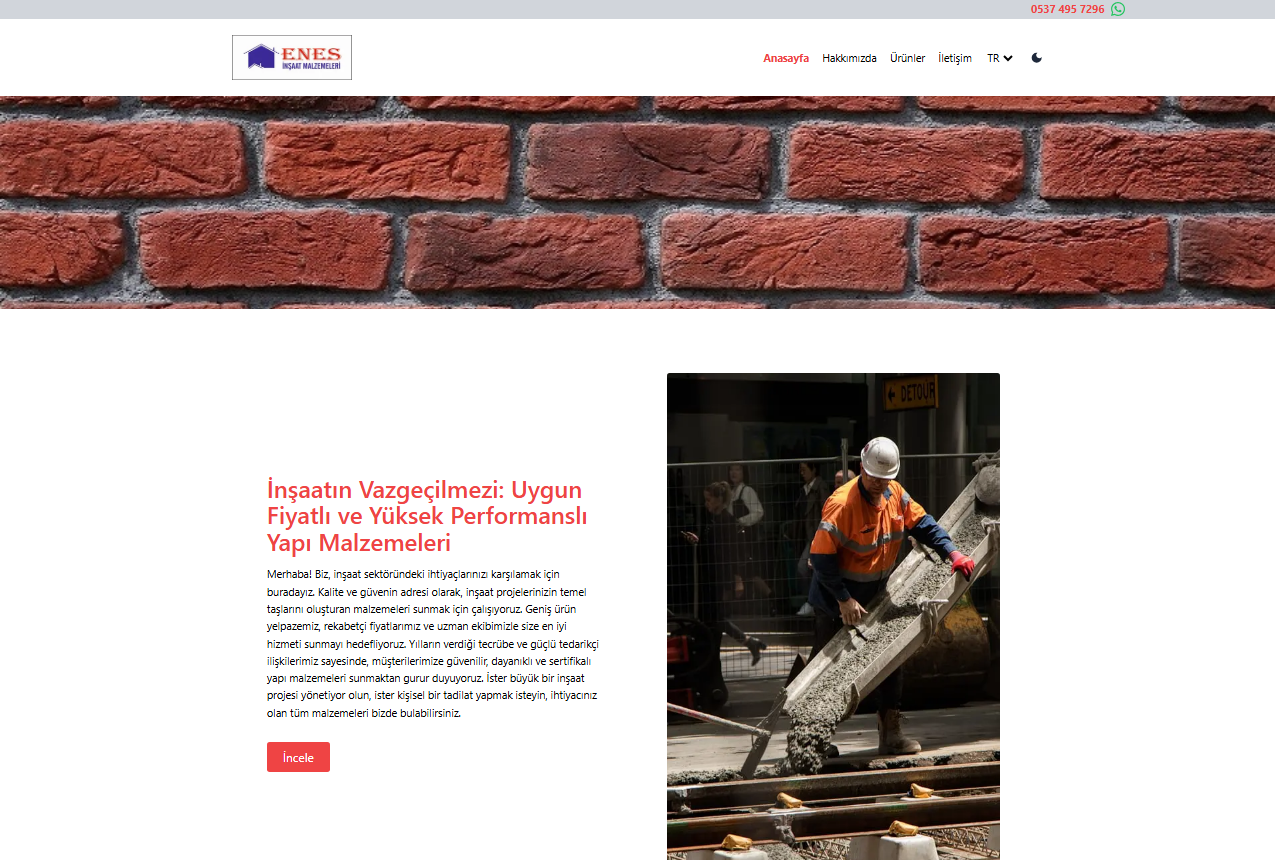 0537 495 7296
ENES
İNŞAAT MALZEMELERİ
Anasayfa Hakkımızda Ürünler İletişim TR
DETOUR
İnşaatın Vazgeçilmezi: Uygun
Fiyatlı ve Yüksek Performanslı
Yapı Malzemeleri
Merhaba! Biz, inşaat sektöründeki ihtiyaçlarınızı karşılamak için
buradayız. Kalite ve güvenin adresi olarak, inşaat projelerinizin temel
taşlarını oluşturan malzemeleri sunmak için çalışıyoruz. Geniş ürün
yelpazemiz, rekabetçi fiyatlarımız ve uzman ekibimizle size en iyi
hizmeti sunmayı hedefliyoruz. Yılların verdiği tecrübe ve güçlü tedarikçi
ilişkilerimiz sayesinde, müşterilerimize güvenilir, dayanıklı ve sertifikalı
yapı malzemeleri sunmaktan gurur duyuyoruz. İster büyük bir inşaat
projesi yönetiyor olun, ister kişisel bir tadilat yapmak isteyin, ihtiyacınız
olan tüm malzemeleri bizde bulabilirsiniz.
İncele